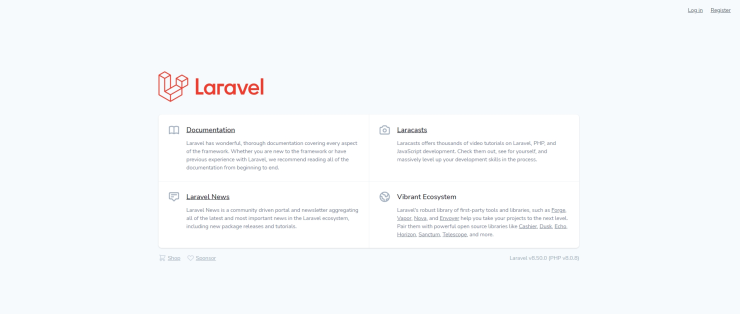 Log in Register
Laravel
Documentation
Laravel has wonderful, thorough documentation covering every aspect
of the framework. Whether you are new to the framework or have
previous experience with Laravel, we recommend reading all of the
documentation from beginning to end.
Laracasts
Laracasts offers thousands of video tutorials on Laravel, PHP, and
JavaScript development. Check them out, see for yourself, and
massively level up your development skills in the process.
Laravel News
Laravel News is a community driven portal and newsletter aggregating
all of the latest and most important news in the Laravel ecosystem,
including new package releases and tutorials.
Vibrant Ecosystem
Laravel's robust library of first-party tools and libraries, such as Forge,
Vapor, Nova, and Envoyer help you take your projects to the next level.
Pair them with powerful open source libraries like Cashier, Dusk, Echo,
Horizon, Sanctum, Telescope, and more.
Shop Sponsor
Laravel v8.50.0 (PHP v8.0.8)